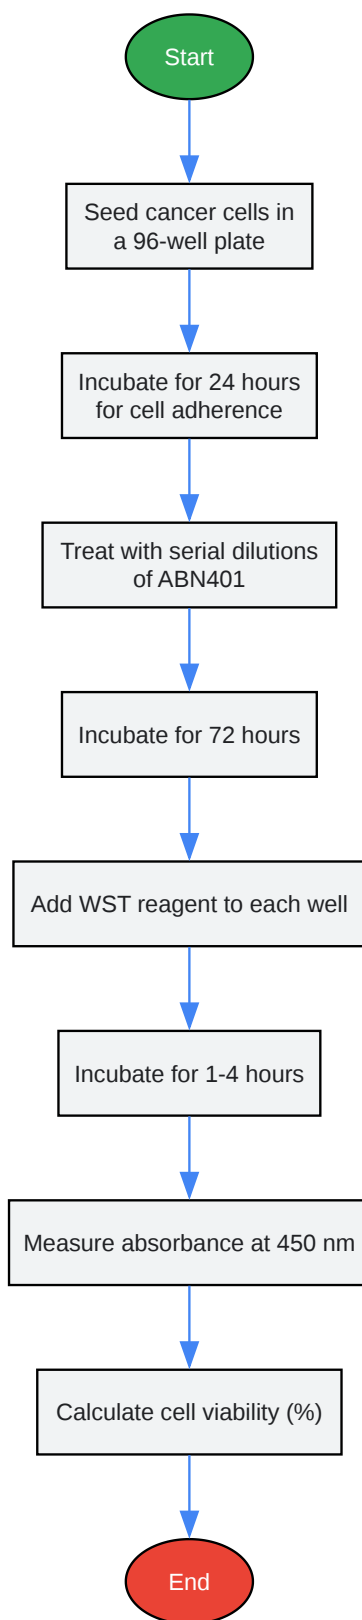 Start
Seed cancer cells in
a 96-well plate
Incubate for 24 hours
for cell adherence
Treat with serial dilutions
of ABN401
Incubate for 72 hours
Add WST reagent to each well
Incubate for 1-4 hours
Measure absorbance at 450 nm
Calculate cell viability (%)
End